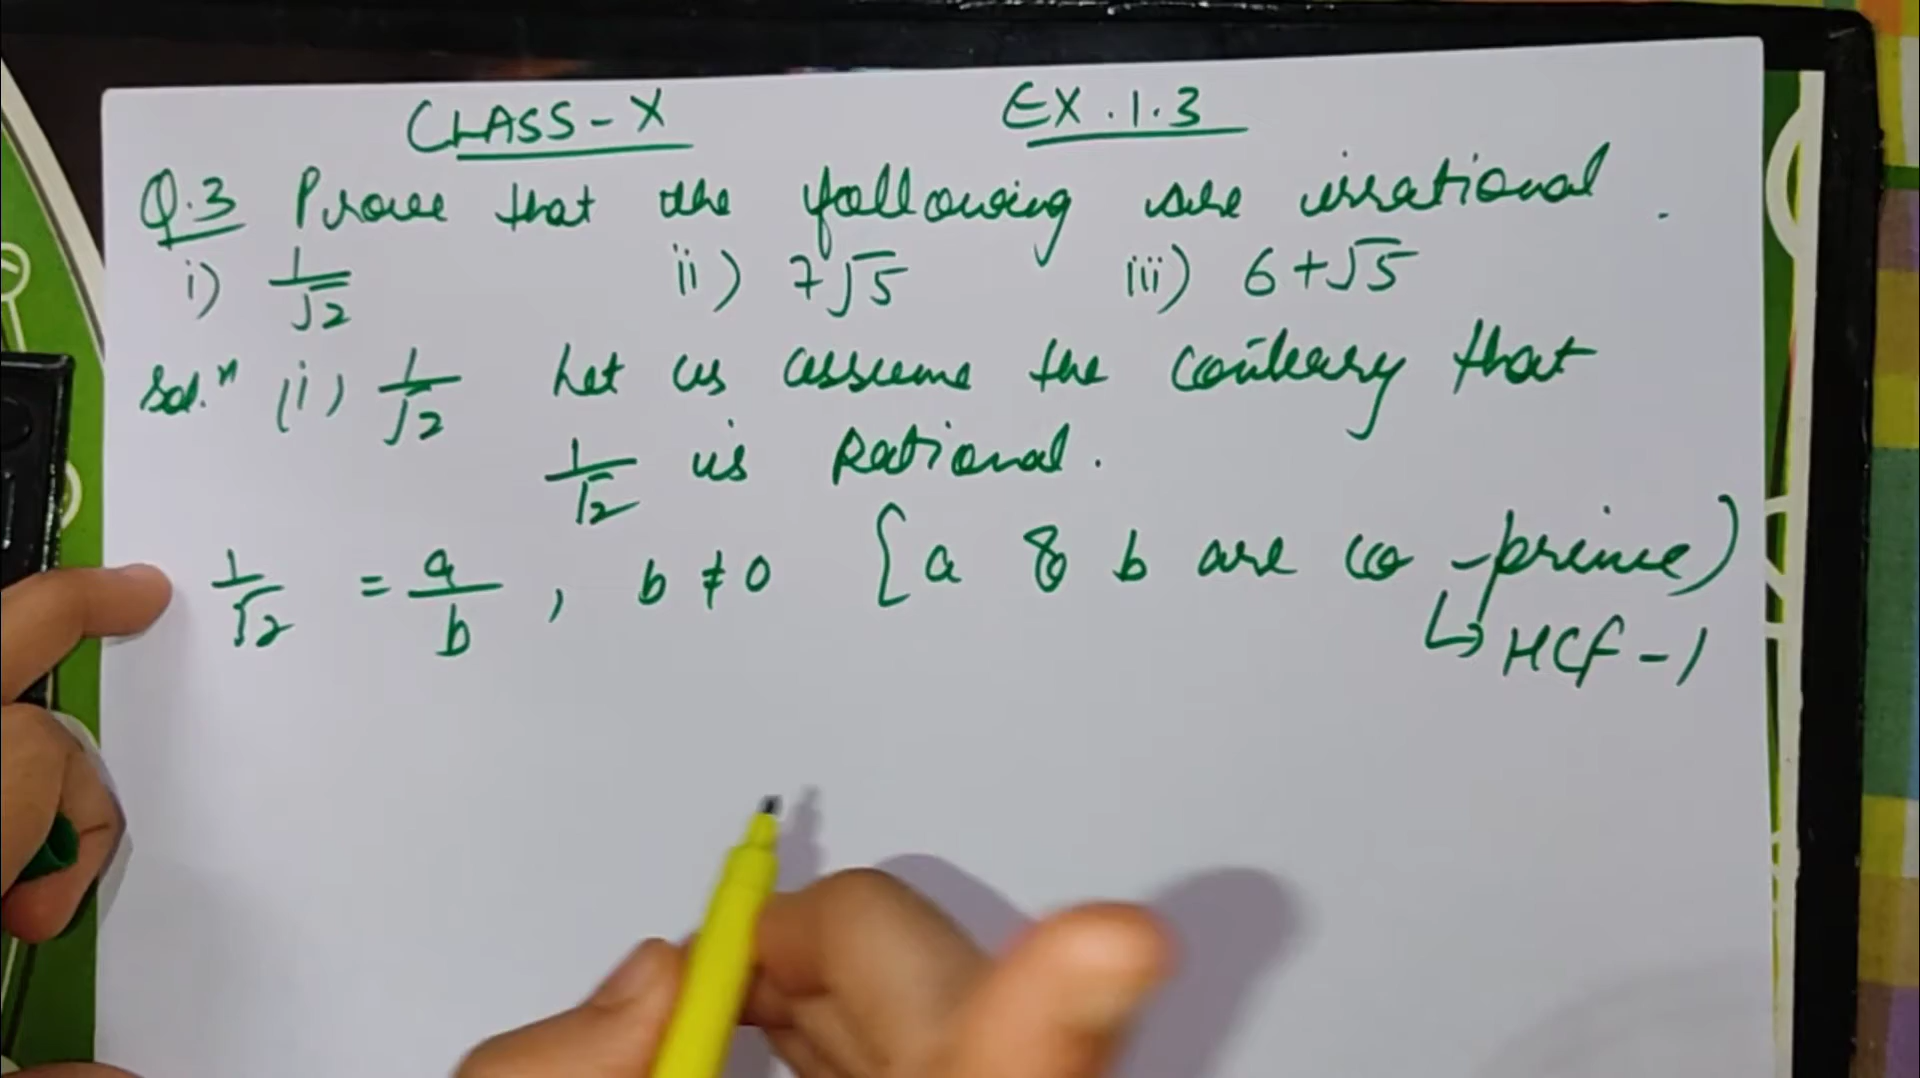 CLASS-X EX.1.3
Q.3 Prove that the following are irrational.
i) 1/√2 ii) 7√5 iii) 6+√5
Sol.ⁿ (i) 1/√2 Let us assume the contrary that
1/√2 is Rational.
1/√2 = a/b, b ≠ 0 [a & b are co-prime)
↳ HCF-1